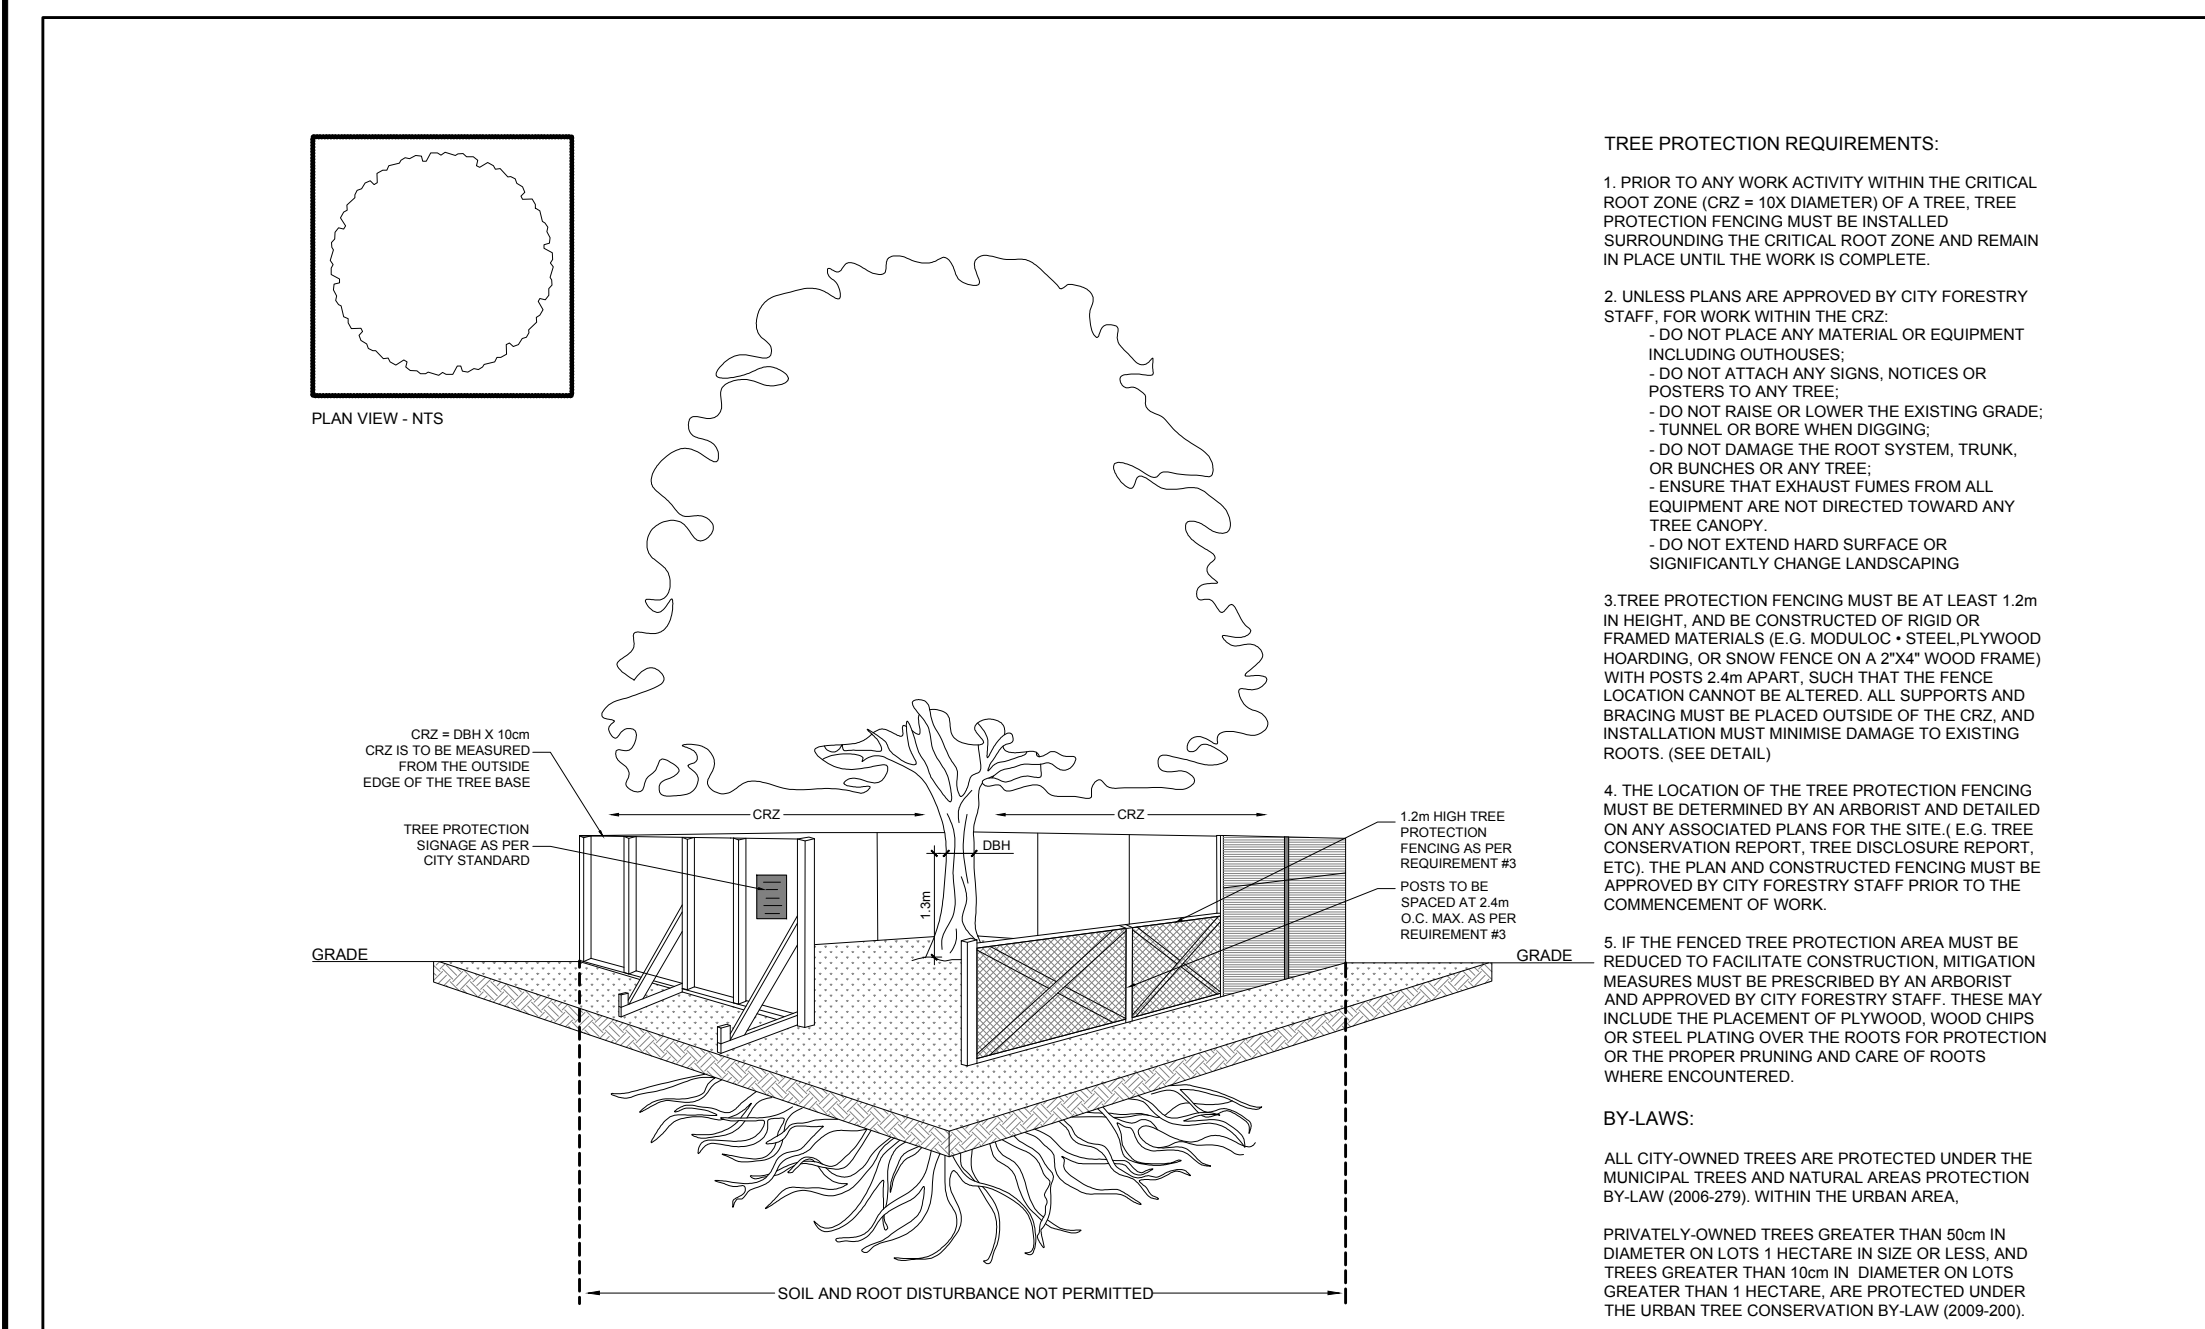 PLAN VIEW - NTS
CRZ = DBH X 10cm
CRZ IS TO BE MEASURED
FROM THE OUTSIDE
EDGE OF THE TREE BASE
TREE PROTECTION
SIGNAGE AS PER
CITY STANDARD
GRADE
CRZ
CRZ
DBH
1.3m
1.2m HIGH TREE
PROTECTION
FENCING AS PER
REQUIREMENT #3
POSTS TO BE
SPACED AT 2.4m
O.C. MAX. AS PER
REUIREMENT #3
GRADE
SOIL AND ROOT DISTURBANCE NOT PERMITTED
TREE PROTECTION REQUIREMENTS:
1. PRIOR TO ANY WORK ACTIVITY WITHIN THE CRITICAL
ROOT ZONE (CRZ = 10X DIAMETER) OF A TREE, TREE
PROTECTION FENCING MUST BE INSTALLED
SURROUNDING THE CRITICAL ROOT ZONE AND REMAIN
IN PLACE UNTIL THE WORK IS COMPLETE.
2. UNLESS PLANS ARE APPROVED BY CITY FORESTRY
STAFF, FOR WORK WITHIN THE CRZ:
- DO NOT PLACE ANY MATERIAL OR EQUIPMENT
INCLUDING OUTHOUSES;
- DO NOT ATTACH ANY SIGNS, NOTICES OR
POSTERS TO ANY TREE;
- DO NOT RAISE OR LOWER THE EXISTING GRADE;
- TUNNEL OR BORE WHEN DIGGING;
- DO NOT DAMAGE THE ROOT SYSTEM, TRUNK,
OR BUNCHES OR ANY TREE;
- ENSURE THAT EXHAUST FUMES FROM ALL
EQUIPMENT ARE NOT DIRECTED TOWARD ANY
TREE CANOPY.
- DO NOT EXTEND HARD SURFACE OR
SIGNIFICANTLY CHANGE LANDSCAPING
3.TREE PROTECTION FENCING MUST BE AT LEAST 1.2m
IN HEIGHT, AND BE CONSTRUCTED OF RIGID OR
FRAMED MATERIALS (E.G. MODULOC • STEEL,PLYWOOD
HOARDING, OR SNOW FENCE ON A 2"X4" WOOD FRAME)
WITH POSTS 2.4m APART, SUCH THAT THE FENCE
LOCATION CANNOT BE ALTERED. ALL SUPPORTS AND
BRACING MUST BE PLACED OUTSIDE OF THE CRZ, AND
INSTALLATION MUST MINIMISE DAMAGE TO EXISTING
ROOTS. (SEE DETAIL)
4. THE LOCATION OF THE TREE PROTECTION FENCING
MUST BE DETERMINED BY AN ARBORIST AND DETAILED
ON ANY ASSOCIATED PLANS FOR THE SITE.( E.G. TREE
CONSERVATION REPORT, TREE DISCLOSURE REPORT,
ETC). THE PLAN AND CONSTRUCTED FENCING MUST BE
APPROVED BY CITY FORESTRY STAFF PRIOR TO THE
COMMENCEMENT OF WORK.
5. IF THE FENCED TREE PROTECTION AREA MUST BE
REDUCED TO FACILITATE CONSTRUCTION, MITIGATION
MEASURES MUST BE PRESCRIBED BY AN ARBORIST
AND APPROVED BY CITY FORESTRY STAFF. THESE MAY
INCLUDE THE PLACEMENT OF PLYWOOD, WOOD CHIPS
OR STEEL PLATING OVER THE ROOTS FOR PROTECTION
OR THE PROPER PRUNING AND CARE OF ROOTS
WHERE ENCOUNTERED.
BY-LAWS:
ALL CITY-OWNED TREES ARE PROTECTED UNDER THE
MUNICIPAL TREES AND NATURAL AREAS PROTECTION
BY-LAW (2006-279). WITHIN THE URBAN AREA,
PRIVATELY-OWNED TREES GREATER THAN 50cm IN
DIAMETER ON LOTS 1 HECTARE IN SIZE OR LESS, AND
TREES GREATER THAN 10cm IN DIAMETER ON LOTS
GREATER THAN 1 HECTARE, ARE PROTECTED UNDER
THE URBAN TREE CONSERVATION BY-LAW (2009-200).